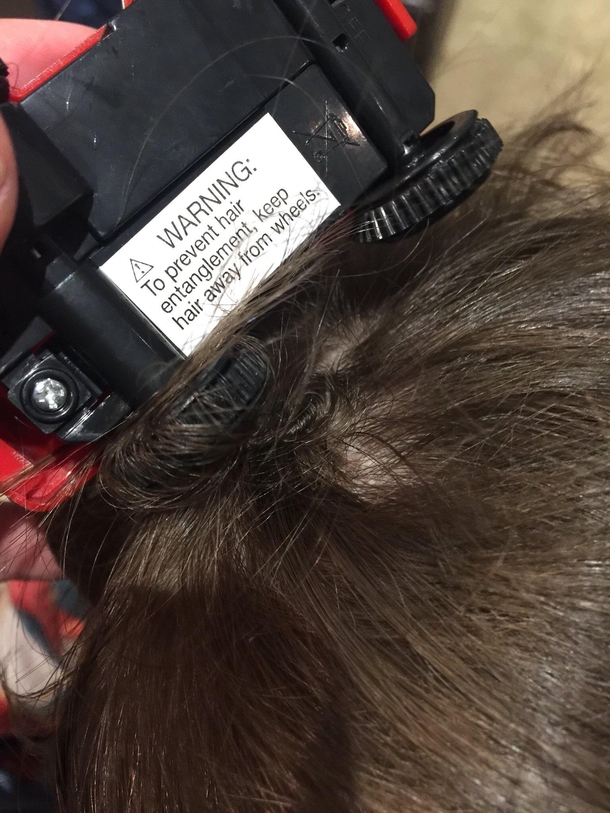 ⚠ WARNING:
To prevent hair
entanglement, keep
hair away from wheels.